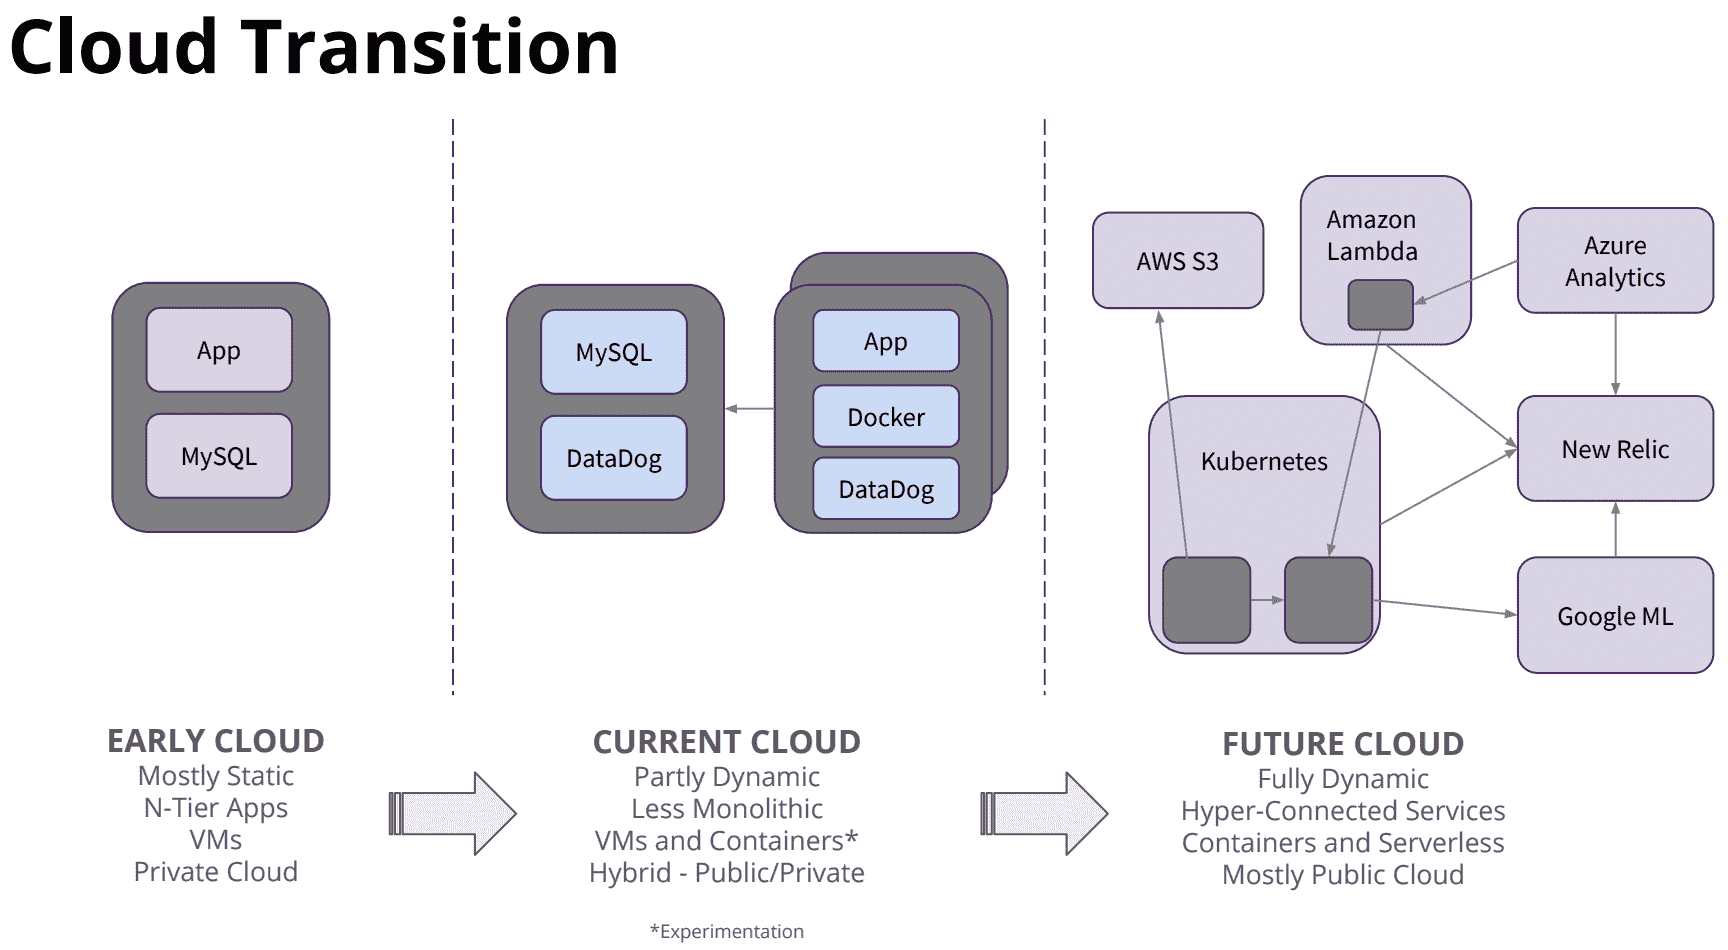 Cloud Transition
App
MySQL
MySQL
DataDog
App
Docker
DataDog
AWS S3
Amazon
Lambda
Azure
Analytics
Kubernetes
New Relic
Google ML
EARLY CLOUD
Mostly Static
N-Tier Apps
VMs
Private Cloud
CURRENT CLOUD
Partly Dynamic
Less Monolithic
VMs and Containers*
Hybrid - Public/Private
*Experimentation
FUTURE CLOUD
Fully Dynamic
Hyper-Connected Services
Containers and Serverless
Mostly Public Cloud